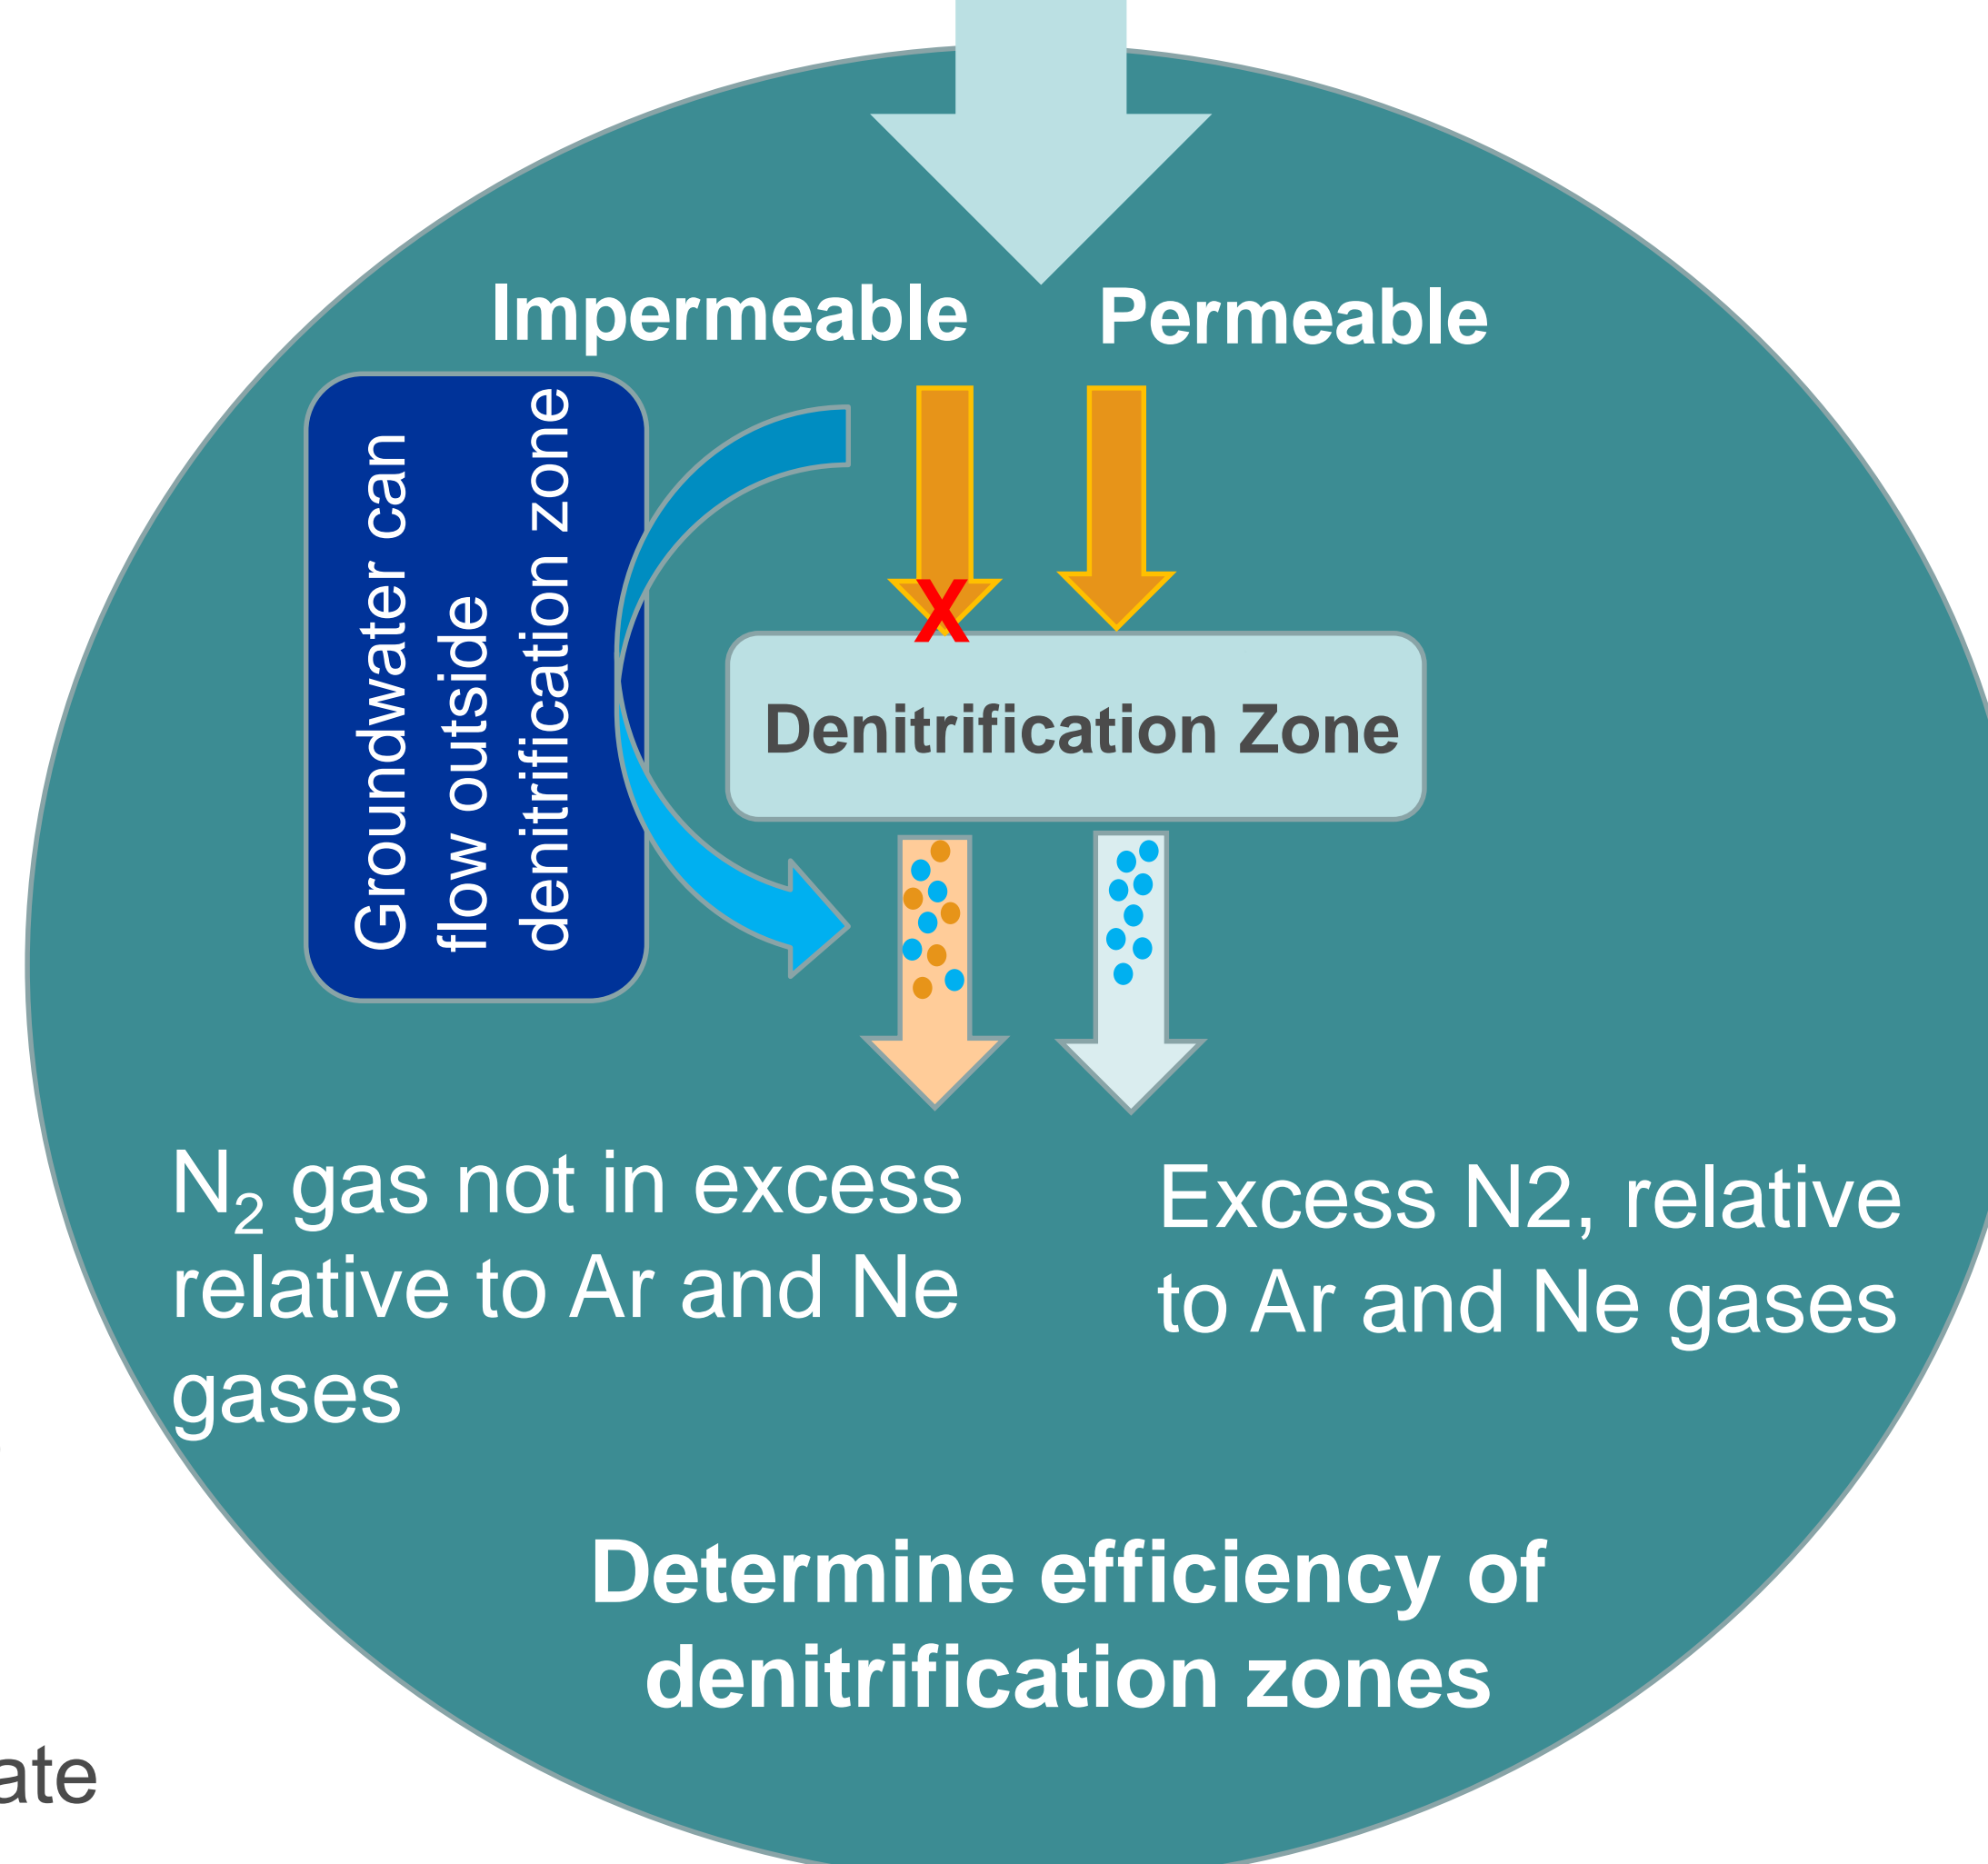 Impermeable
Permeable
Groundwater can
flow outside
denitrification zone
X
Denitrification Zone
N₂ gas not in excess
relative to Ar and Ne
gases
Excess N2, relative
to Ar and Ne gases
Determine efficiency of
denitrification zones